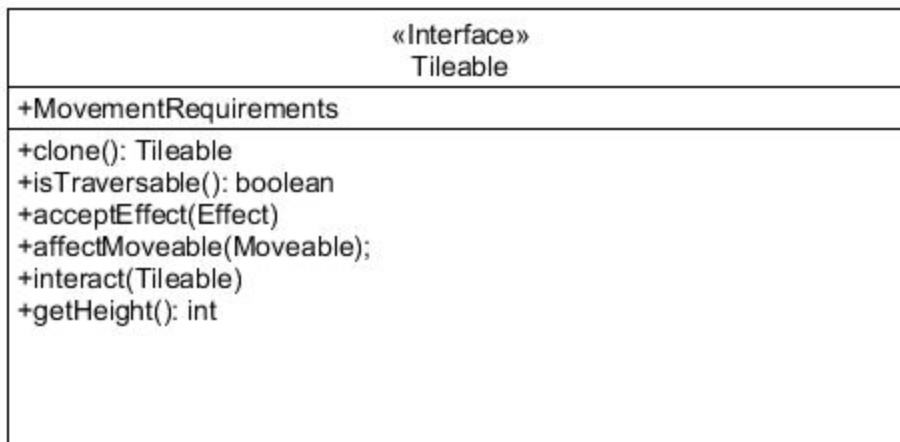 «Interface»
Tileable
+MovementRequirements
+clone(): Tileable
+isTraversable(): boolean
+acceptEffect(Effect)
+affectMoveable(Moveable);
+interact(Tileable)
+getHeight(): int